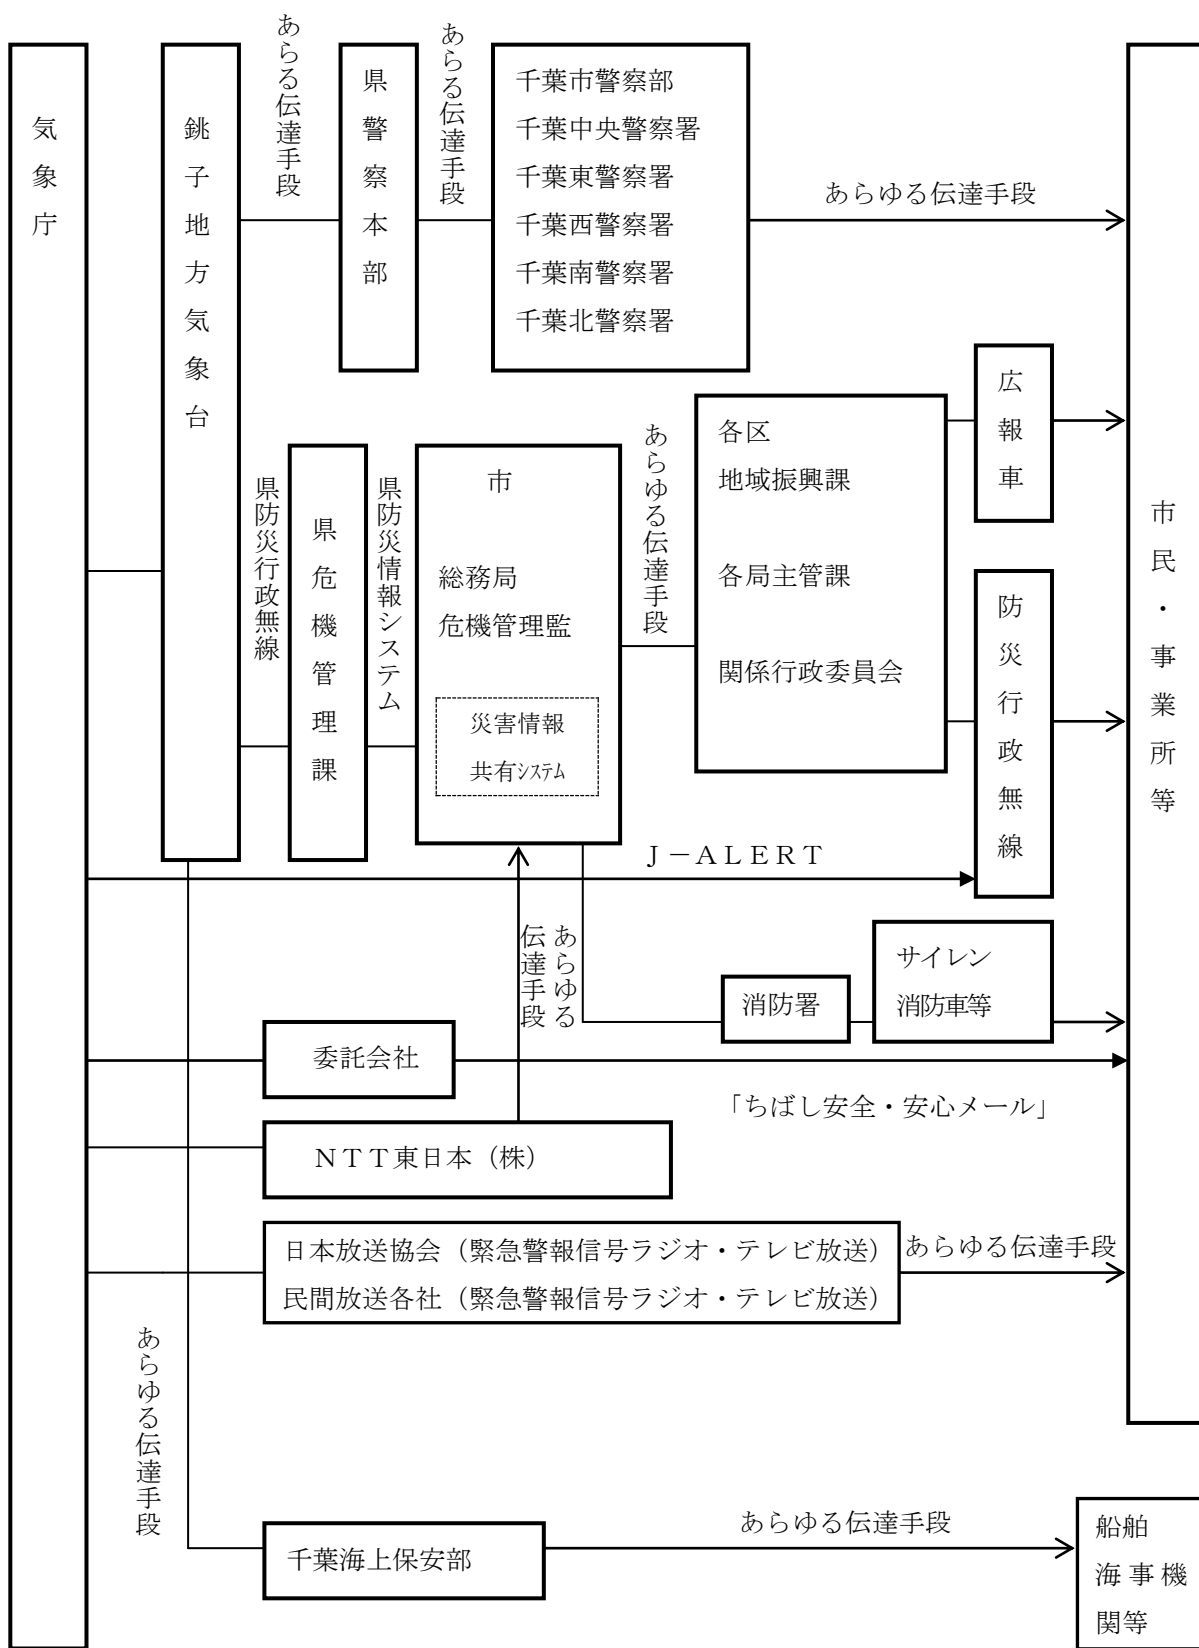 気象庁
銚子地方気象台
あらる伝達手段
県警察本部
あらる伝達手段
千葉市警察部
千葉中央警察署
千葉東警察署
千葉西警察署
千葉南警察署
千葉北警察署
あらゆる伝達手段
市民・事業所等
県防災行政無線
県危機管理課
県防災情報システム
市
総務局
危機管理監
災害情報
共有システム
あらゆる伝達手段
各区
地域振興課
各局主管課
関係行政委員会
広報車
防災行政無線
J－ALERT
あらゆる
伝達手段
消防署
サイレン
消防車等
委託会社
「ちばし安全・安心メール」
NTT東日本（株）
日本放送協会（緊急警報信号ラジオ・テレビ放送）
民間放送各社（緊急警報信号ラジオ・テレビ放送）
あらゆる伝達手段
あらゆる伝達手段
千葉海上保安部
あらゆる伝達手段
船舶
海事機
関等